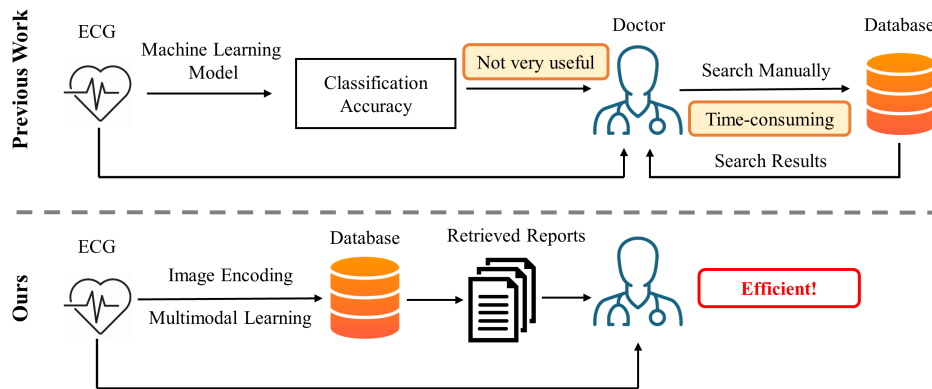 Previous Work
ECG
Machine Learning
Model
Classification
Accuracy
Not very useful
Doctor
Search Manually
Time-consuming
Search Results
Database
Ours
ECG
Image Encoding
Multimodal Learning
Database
Retrieved Reports
Efficient!